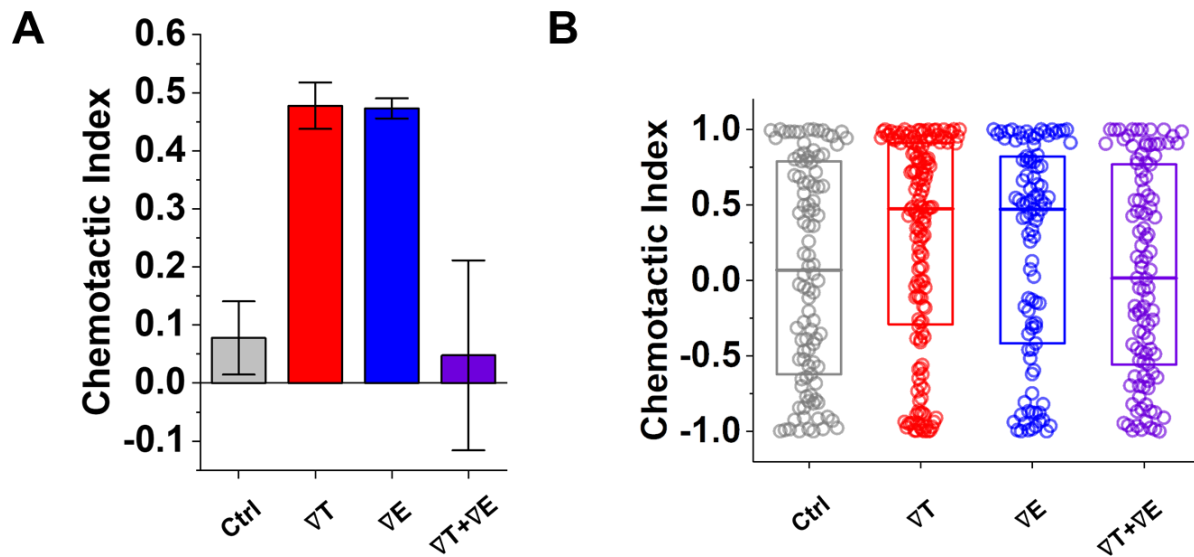 A
Chemotactic Index
0.6
0.5
0.4
0.3
0.2
0.1
0.0
-0.1
Ctrl
∇T
∇E
∇T+∇E
B
Chemotactic Index
1.0
0.5
0.0
-0.5
-1.0
Ctrl
∇T
∇E
∇T+∇E